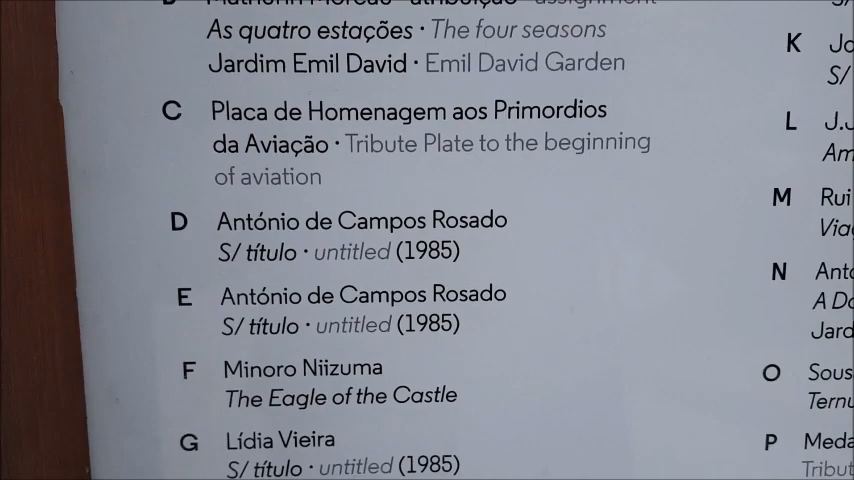 As quatro estações · The four seasons
Jardim Emil David · Emil David Garden
C Placa de Homenagem aos Primordios
da Aviação · Tribute Plate to the beginning
of aviation
D António de Campos Rosado
S/ título · untitled (1985)
E António de Campos Rosado
S/ título · untitled (1985)
F Minoro Niizuma
The Eagle of the Castle
G Lídia Vieira
S/ título · untitled (1985)
K
S/
L J.J
M Rui
N
O
P